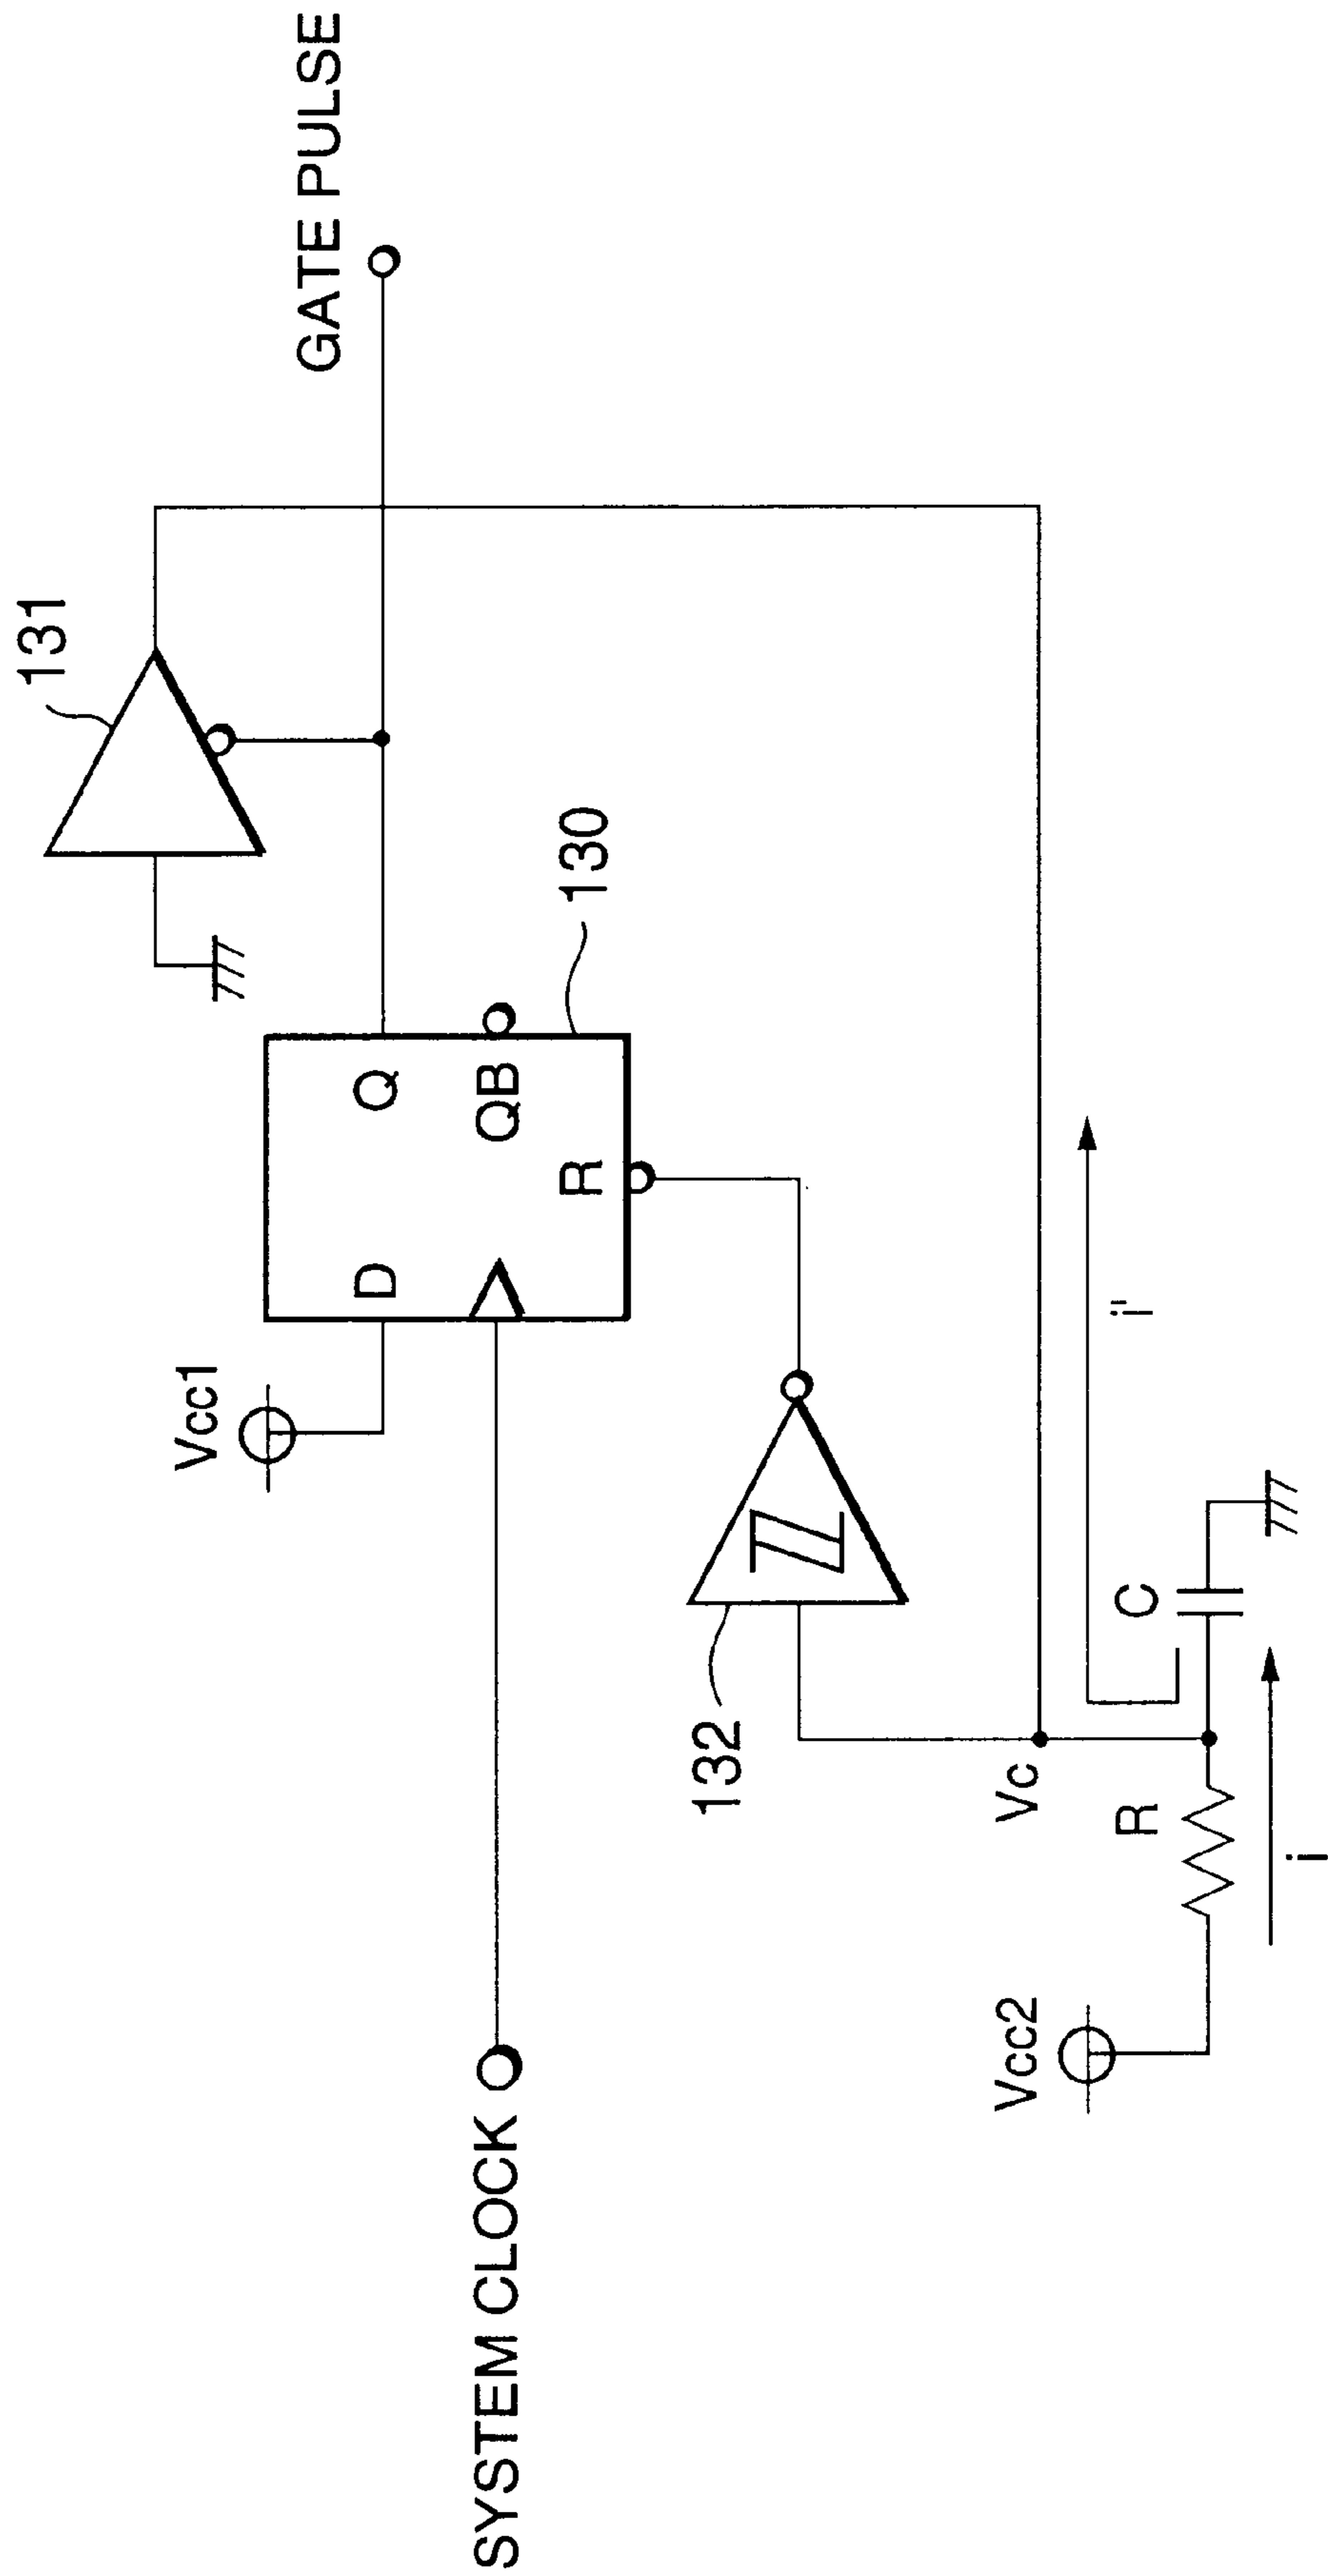 131
GATE PULSE
Vcc1
D
Q
QB
R
130
SYSTEM CLOCK
132
Vc
i'
Vcc2
R
C
i